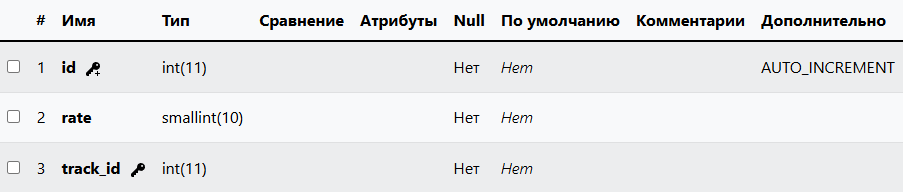 # Имя Тип Сравнение Атрибуты Null По умолчанию Комментарии Дополнительно
1 id int(11) Нет Нет AUTO_INCREMENT
2 rate smallint(10) Нет Нет
3 track_id int(11) Нет Нет